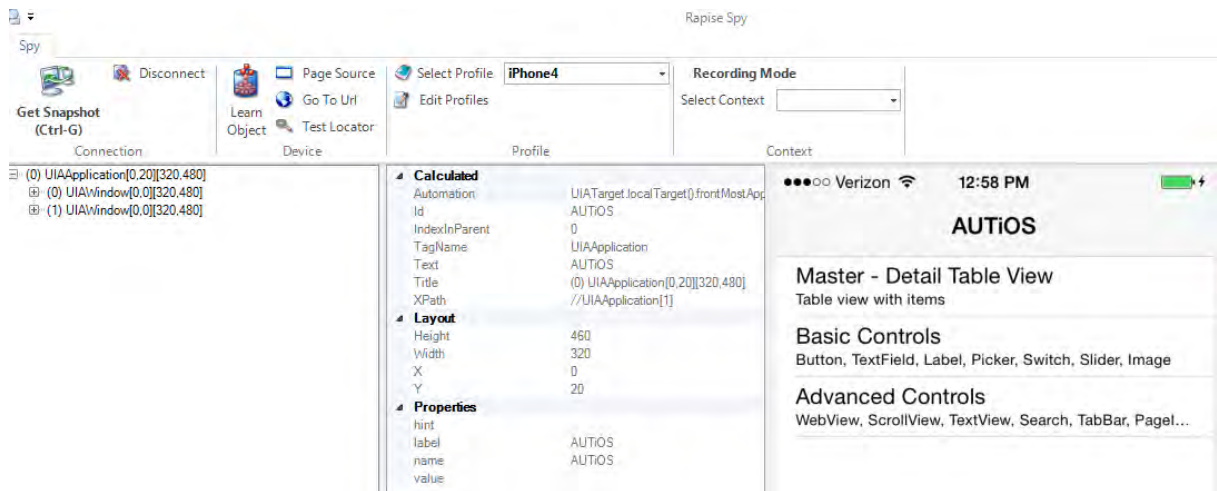 Rapise Spy
Spy
Get Snapshot
(Ctrl-G)
Disconnect
Connection
Learn
Object
Page Source
Go To Url
Test Locator
Device
Select Profile
iPhone4
Edit Profiles
Profile
Recording Mode
Select Context
Context
(0) UIAApplication[0,20][320,480]
(0) UIAWindow[0,0][320,480]
(1) UIAWindow[0,0][320,480]
Calculated
Automation UIATarget.localTarget().frontMostApp
Id AUTiOS
IndexInParent 0
TagName UIAApplication
Text AUTiOS
Title (0) UIAApplication[0,20][320,480]
XPath //UIAApplication[1]
Layout
Height 460
Width 320
X 0
Y 20
Properties
hint
label AUTiOS
name AUTiOS
value
Verizon 12:58 PM
AUTiOS
Master - Detail Table View
Table view with items
Basic Controls
Button, TextField, Label, Picker, Switch, Slider, Image
Advanced Controls
WebView, ScrollView, TextView, Search, TabBar, PageI...